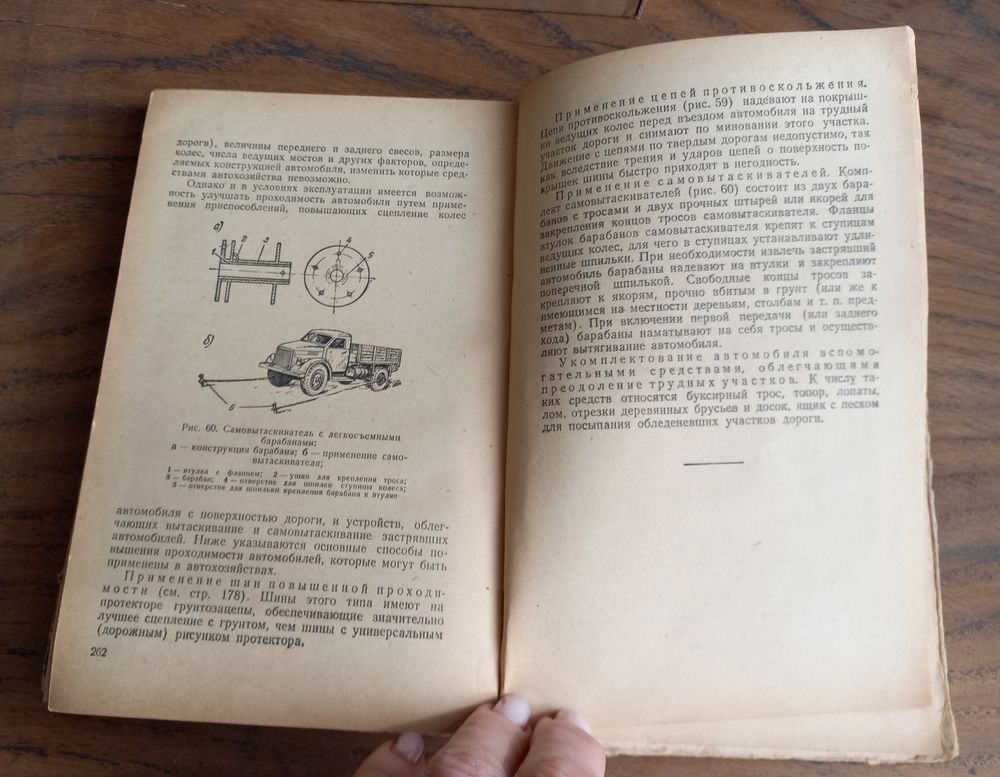 дороги), величины переднего и заднего свесов, размера
колес, числа ведущих мостов и других факторов, опреде-
ляемых конструкцией автомобиля, изменить которые сред-
ствами автохозяйства невозможно.
Однако и в условиях эксплуатации имеется возмож-
ность улучшать проходимость автомобиля путем приме-
нения приспособлений, повышающих сцепление колес
а)
1 2 3 4
5
б)
6
Рис. 60. Самовытаскиватель с легкосъемными
барабанами:
а — конструкция барабана; б — применение само-
вытаскивателя;
1 — втулка с фланцем; 2 — ушко для крепления троса;
3 — барабан; 4 — отверстие для шпилек ступицы колеса;
5 — отверстие для шпильки крепления барабана к втулке
автомобиля с поверхностью дороги, и устройств, облег-
чающих вытаскивание и самовытаскивание застрявших
автомобилей. Ниже указываются основные способы по-
вышения проходимости автомобилей, которые могут быть
применены в автохозяйствах.
Применение шин повышенной проходи-
мости (см. стр. 178). Шины этого типа имеют на
протекторе грунтозацепы, обеспечивающие значительно
лучшее сцепление с грунтом, чем шины с универсальным
(дорожным) рисунком протектора.
262
Применение цепей противоскольжения.
Цепи противоскольжения (рис. 59) надевают на покрыш-
ки ведущих колес перед въездом автомобиля на трудный
участок дороги и снимают по миновании этого участка.
Движение с цепями по твердым дорогам недопустимо, так
как вследствие трения и ударов цепей о поверхность по-
крышек шины быстро приходят в негодность.
Применение самовытаскивателей. Комп-
лект самовытаскивателей (рис. 60) состоит из двух бара-
банов с тросами и двух прочных штырей или якорей для
закрепления концов тросов самовытаскивателя. Фланцы
втулок барабанов самовытаскивателя крепят к ступицам
ведущих колес, для чего в ступицах устанавливают удли-
ненные шпильки. При необходимости извлечь застрявший
автомобиль барабаны надевают на втулки и закрепляют
поперечной шпилькой. Свободные концы тросов за-
крепляют к якорям, прочно вбитым в грунт (или же к
имеющимся на местности деревьям, столбам и т. п. пред-
метам). При включении первой передачи (или заднего
хода) барабаны наматывают на себя тросы и осуществ-
ляют вытягивание автомобиля.
Укомплектование автомобиля вспомо-
гательными средствами, облегчающими
преодоление трудных участков. К числу та-
ких средств относятся буксирный трос, топор, лопаты,
лом, отрезки деревянных брусьев и досок, ящик с песком
для посыпания обледеневших участков дороги.